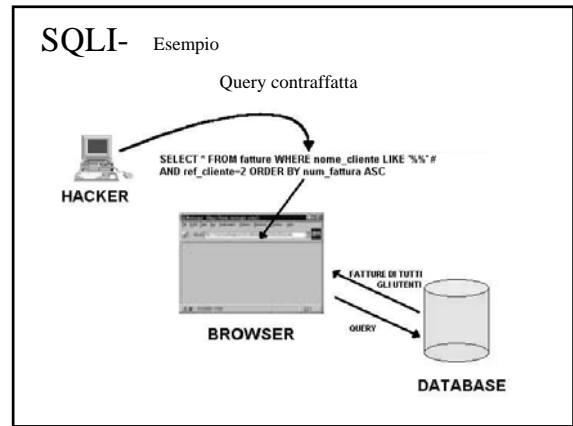 SQLI- Esempio
Query contraffatta
SELECT * FROM fatture WHERE nome_cliente LIKE '%%'#
AND ref_cliente=2 ORDER BY num_fattura ASC
HACKER
FATTURE DI TUTTI
GLI UTENTI
QUERY
BROWSER
DATABASE